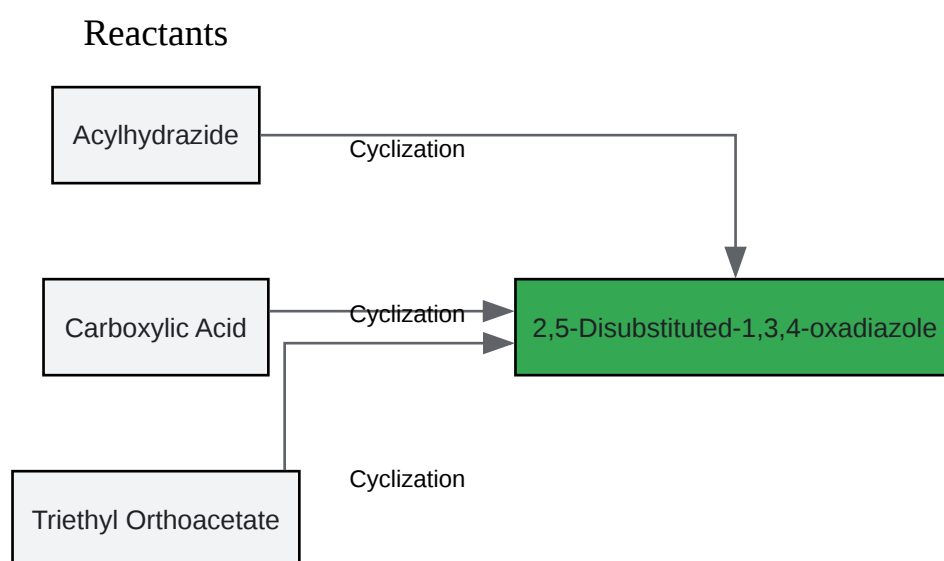 Reactants
Acylhydrazide
Cyclization
Carboxylic Acid
Cyclization
2,5-Disubstituted-1,3,4-oxadiazole
Cyclization
Triethyl Orthoacetate